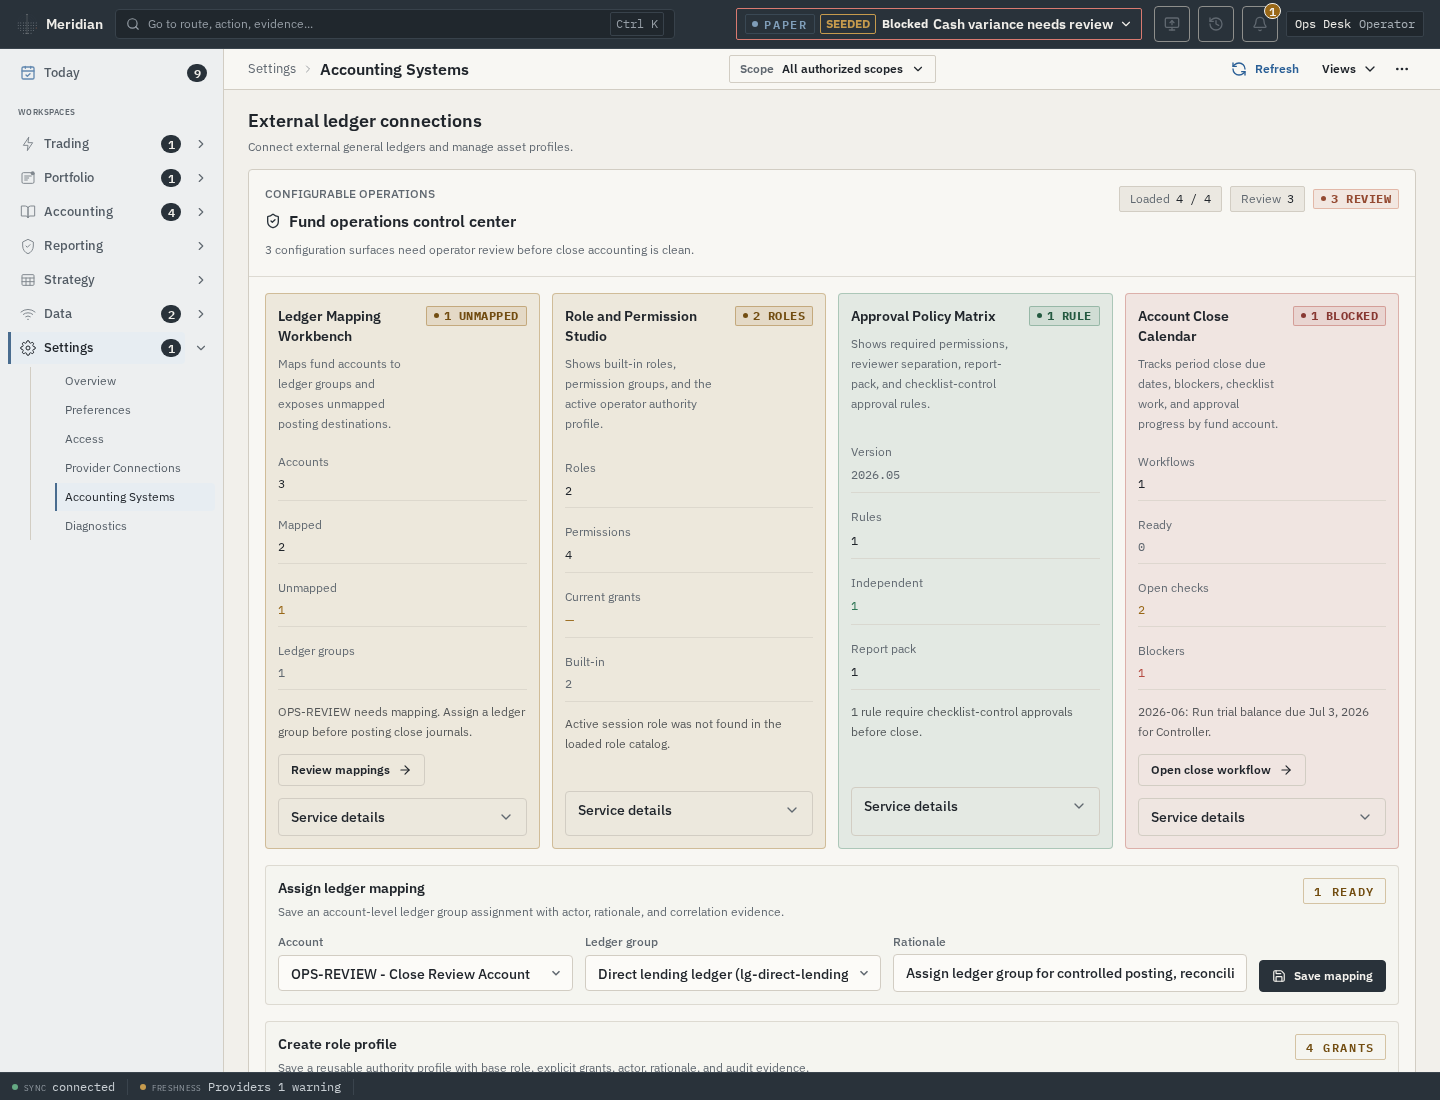 Meridian
Go to route, action, evidence...
Ctrl K
PAPER
SEEDED
Blocked Cash variance needs review
1
Ops Desk Operator
Today
9
WORKSPACES
Trading
1
Portfolio
1
Accounting
4
Reporting
Strategy
Data
2
Settings
1
Overview
Preferences
Access
Provider Connections
Accounting Systems
Diagnostics
Settings
Accounting Systems
Scope All authorized scopes
Refresh
Views
External ledger connections
Connect external general ledgers and manage asset profiles.
CONFIGURABLE OPERATIONS
Fund operations control center
3 configuration surfaces need operator review before close accounting is clean.
Loaded 4 / 4
Review 3
3 REVIEW
Ledger Mapping
Workbench
1 UNMAPPED
Maps fund accounts to
ledger groups and
exposes unmapped
posting destinations.
Accounts
3
Mapped
2
Unmapped
1
Ledger groups
1
OPS-REVIEW needs mapping. Assign a ledger
group before posting close journals.
Review mappings
Service details
Role and Permission
Studio
2 ROLES
Shows built-in roles,
permission groups, and the
active operator authority
profile.
Roles
2
Permissions
4
Current grants
—
Built-in
2
Active session role was not found in the
loaded role catalog.
Service details
Approval Policy Matrix
1 RULE
Shows required permissions,
reviewer separation, report-
pack, and checklist-control
approval rules.
Version
2026.05
Rules
1
Independent
1
Report pack
1
1 rule require checklist-control approvals
before close.
Service details
Account Close
Calendar
1 BLOCKED
Tracks period close due
dates, blockers, checklist
work, and approval
progress by fund account.
Workflows
1
Ready
0
Open checks
2
Blockers
1
2026-06: Run trial balance due Jul 3, 2026
for Controller.
Open close workflow
Service details
Assign ledger mapping
Save an account-level ledger group assignment with actor, rationale, and correlation evidence.
1 READY
Account
OPS-REVIEW - Close Review Account
Ledger group
Direct lending ledger (lg-direct-lending
Rationale
Assign ledger group for controlled posting, reconcili
Save mapping
Create role profile
Save a reusable authority profile with base role, explicit grants, actor, rationale, and audit evidence.
4 GRANTS
SYNC connected
FRESHNESS Providers 1 warning